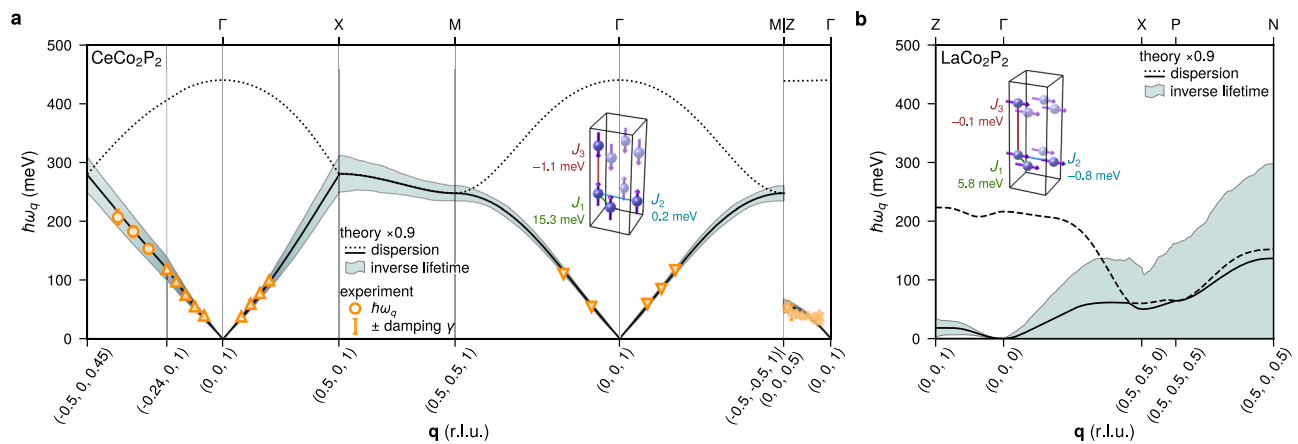 a
Γ X M Γ M|Z Γ
CeCo₂P₂
ħω_q (meV)
500
400
300
200
100
0
J₃
−1.1 meV
J₁
15.3 meV
J₂
0.2 meV
theory ×0.9
dispersion
inverse lifetime
experiment
ħω_q
± damping γ
(-0.5, 0, 0.45)
(-0.24, 0, 1)
(0, 0, 1)
(0.5, 0, 1)
(0.5, 0.5, 1)
(0, 0, 1)
(-0.5, -0.5, 1)|
(0, 0, 0.5)
(0, 0, 1)
q (r.l.u.)
b
Z Γ X P N
LaCo₂P₂
ħω_q (meV)
500
400
300
200
100
0
theory ×0.9
dispersion
inverse lifetime
J₃
−0.1 meV
J₁
5.8 meV
J₂
−0.8 meV
(0, 0, 1)
(0, 0, 0)
(0.5, 0.5, 0)
(0.5, 0.5, 0.5)
(0.5, 0, 0.5)
q (r.l.u.)